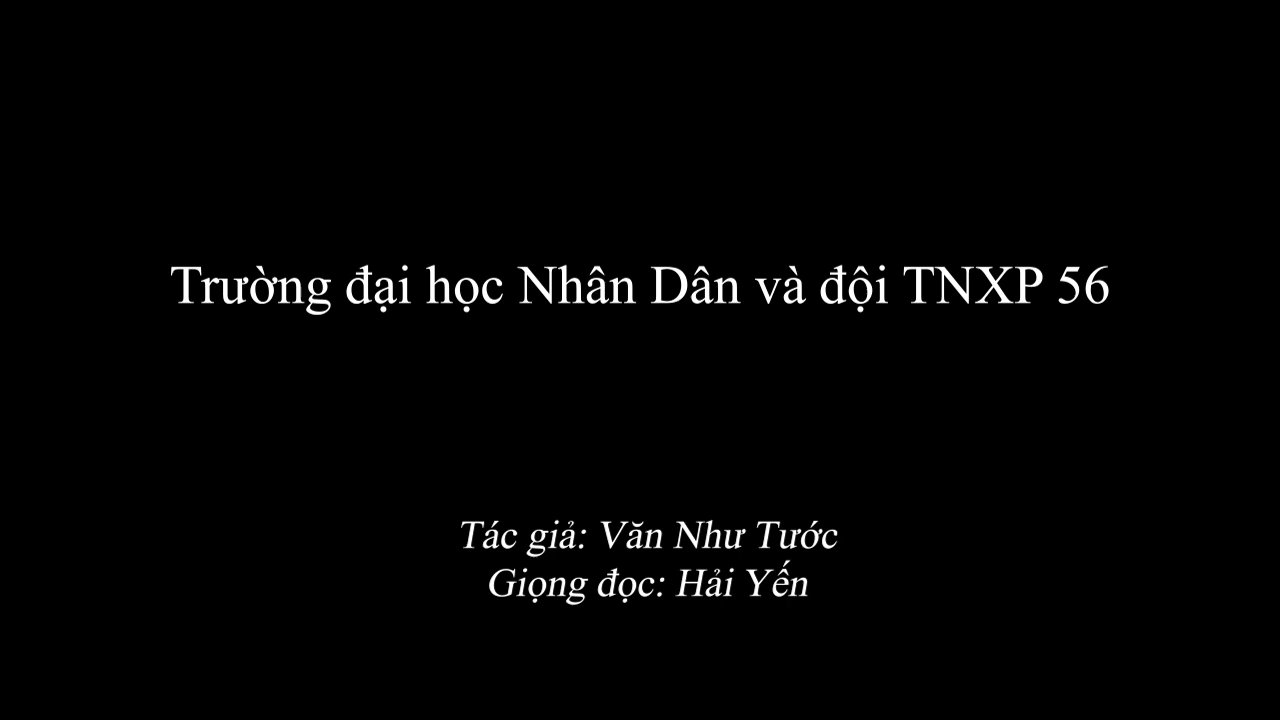 Trường đại học Nhân Dân và đội TNXP 56
Tác giả: Văn Như Tước
Giọng đọc: Hải Yến